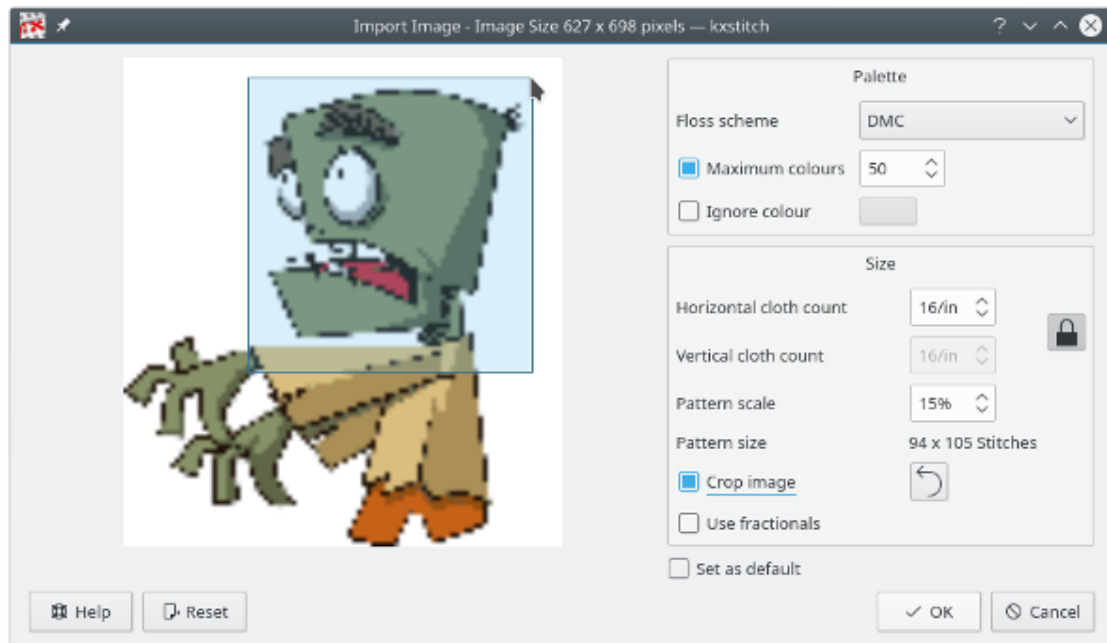 Import Image - Image Size 627 x 698 pixels — kxstitch
Palette
Floss scheme DMC
Maximum colours 50
Ignore colour
Size
Horizontal cloth count 16/in
Vertical cloth count 16/in
Pattern scale 15%
Pattern size 94 x 105 Stitches
Crop image
Use fractionals
Set as default
Help Reset OK Cancel